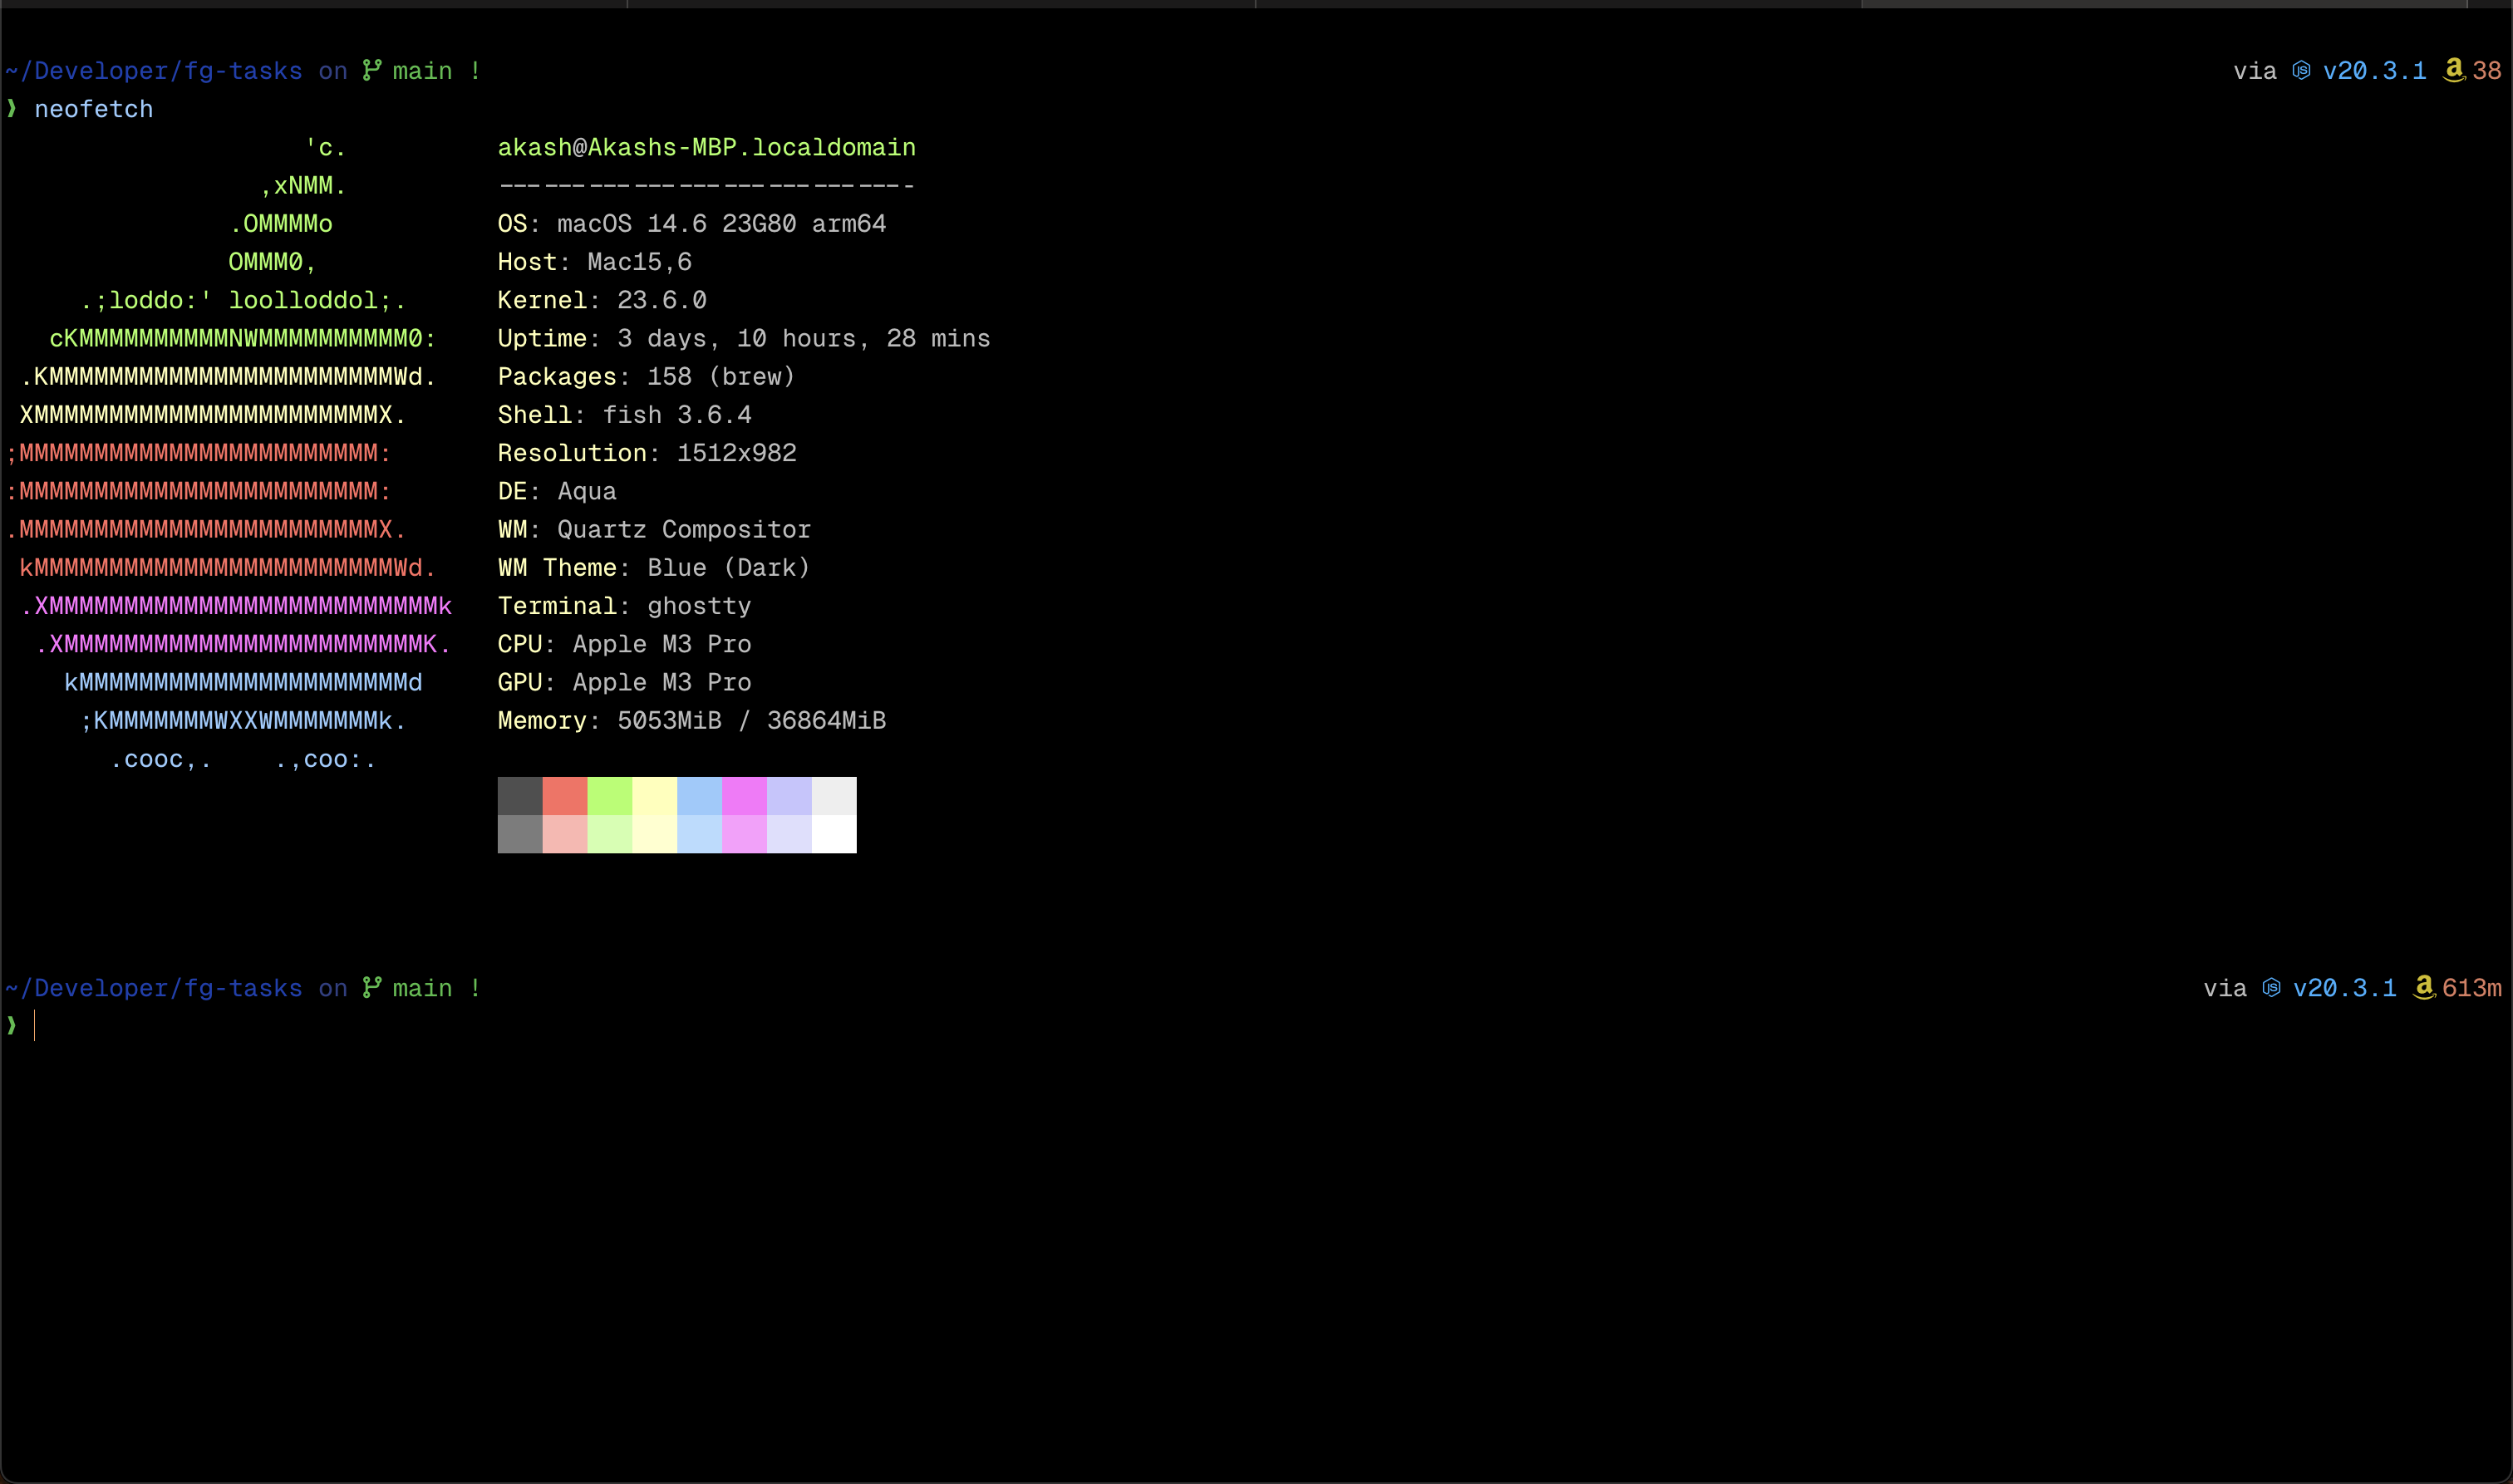 ~/Developer/fg-tasks on main ! via v20.3.1 38
❯ neofetch
'c. akash@Akashs-MBP.localdomain
,xNMM. ----------------------------
.OMMMMo OS: macOS 14.6 23G80 arm64
OMMM0, Host: Mac15,6
.;loddo:' loolloddol;. Kernel: 23.6.0
cKMMMMMMMMMMNWMMMMMMMMMM0: Uptime: 3 days, 10 hours, 28 mins
.KMMMMMMMMMMMMMMMMMMMMMMMWd. Packages: 158 (brew)
XMMMMMMMMMMMMMMMMMMMMMMMX. Shell: fish 3.6.4
;MMMMMMMMMMMMMMMMMMMMMMMM: Resolution: 1512x982
:MMMMMMMMMMMMMMMMMMMMMMMM: DE: Aqua
.MMMMMMMMMMMMMMMMMMMMMMMMX. WM: Quartz Compositor
kMMMMMMMMMMMMMMMMMMMMMMMMWd. WM Theme: Blue (Dark)
.XMMMMMMMMMMMMMMMMMMMMMMMMMMk Terminal: ghostty
.XMMMMMMMMMMMMMMMMMMMMMMMMK. CPU: Apple M3 Pro
kMMMMMMMMMMMMMMMMMMMMMMd GPU: Apple M3 Pro
;KMMMMMMMWXXWMMMMMMMk. Memory: 5053MiB / 36864MiB
.cooc,. .,coo:.
~/Developer/fg-tasks on main ! via v20.3.1 613m
❯